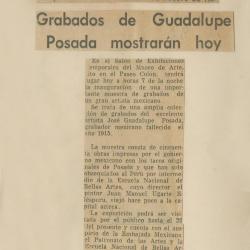 Grabados de Guadalupe
Posada mostrarán hoy
En el Salón de Exhibiciones
Temporales del Museo de Arte,
sito en el Paseo Colón, tendrá
lugar hoy a horas 7 de la noche
la inauguración de una impor-
tante muestra de grabados de
un gran artista mexicano.
Se trata de una amplia colec-
ción de grabados del excelente
artista José Guadalupe Posada,
grabador mexicano fallecido el
año 1913.
La muestra consta de cien
obras impresas por el gobier-
no mexicano con los tacos origi-
nales de Posada y que han sido
obsequiados al Perú por interme-
dio de la Escuela Nacional de
Bellas Artes, cuyo director el
pintor Juan Manuel Ugarte E-
léspuru, viajó hace poco a la ca-
pital azteca.
La exposición podrá ser visi-
tada por el público hasta el
del presente y cuenta con el aus-
picio de la Embajada Mexicana,
el Patronato de las Artes y la
Escuela Nacional de Bellas Ar-